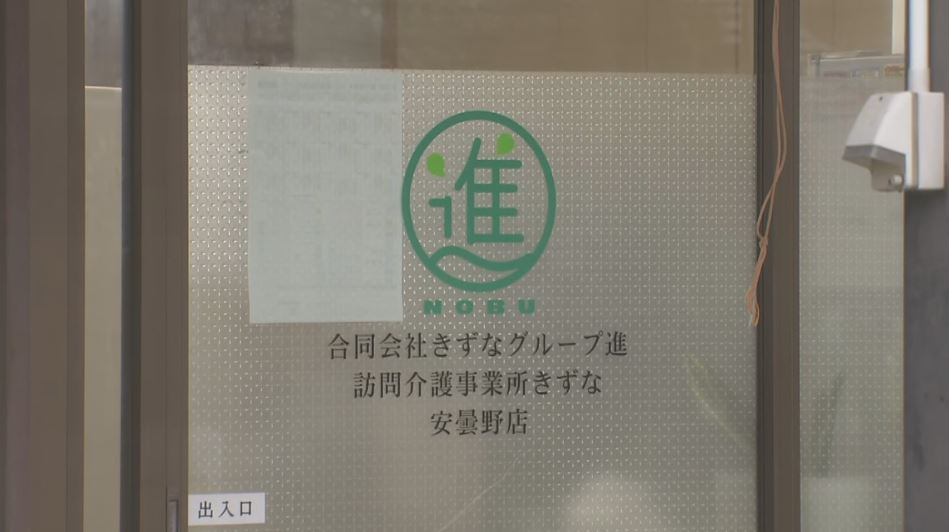 進
NOBU
合同会社きずなグループ進
訪問介護事業所きずな
安曇野店
出入口